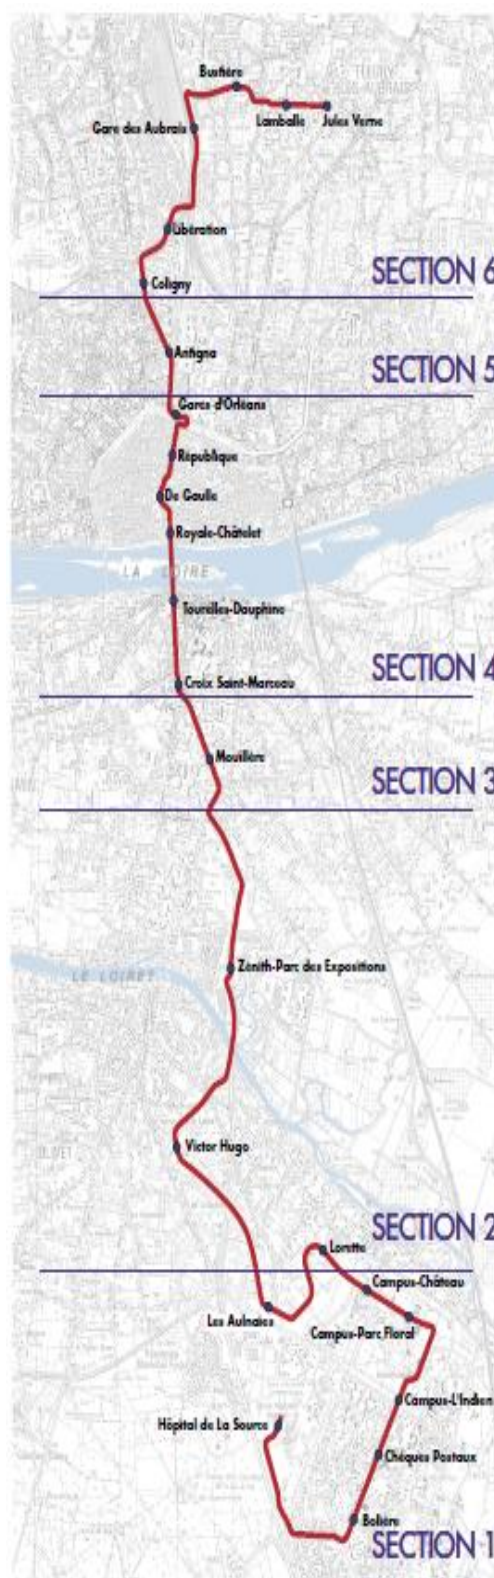 Bustière
Lamballe
Jules Verne
Gare des Aubrais
Libération
Coligny
SECTION 6
Antigna
SECTION 5
Gares d'Orléans
République
De Gaulle
Royale-Châtelet
LA LOIRE
Tourelles-Dauphine
Croix Saint-Marceau
SECTION 4
Mouillère
SECTION 3
Zénith-Parc des Expositions
LE LOIRET
Victor Hugo
SECTION 2
Lorette
Campus-Château
Les Aulnaies
Campus-Parc Floral
Campus-L'Indien
Hôpital de La Source
Chèques Postaux
Bolière
SECTION 1